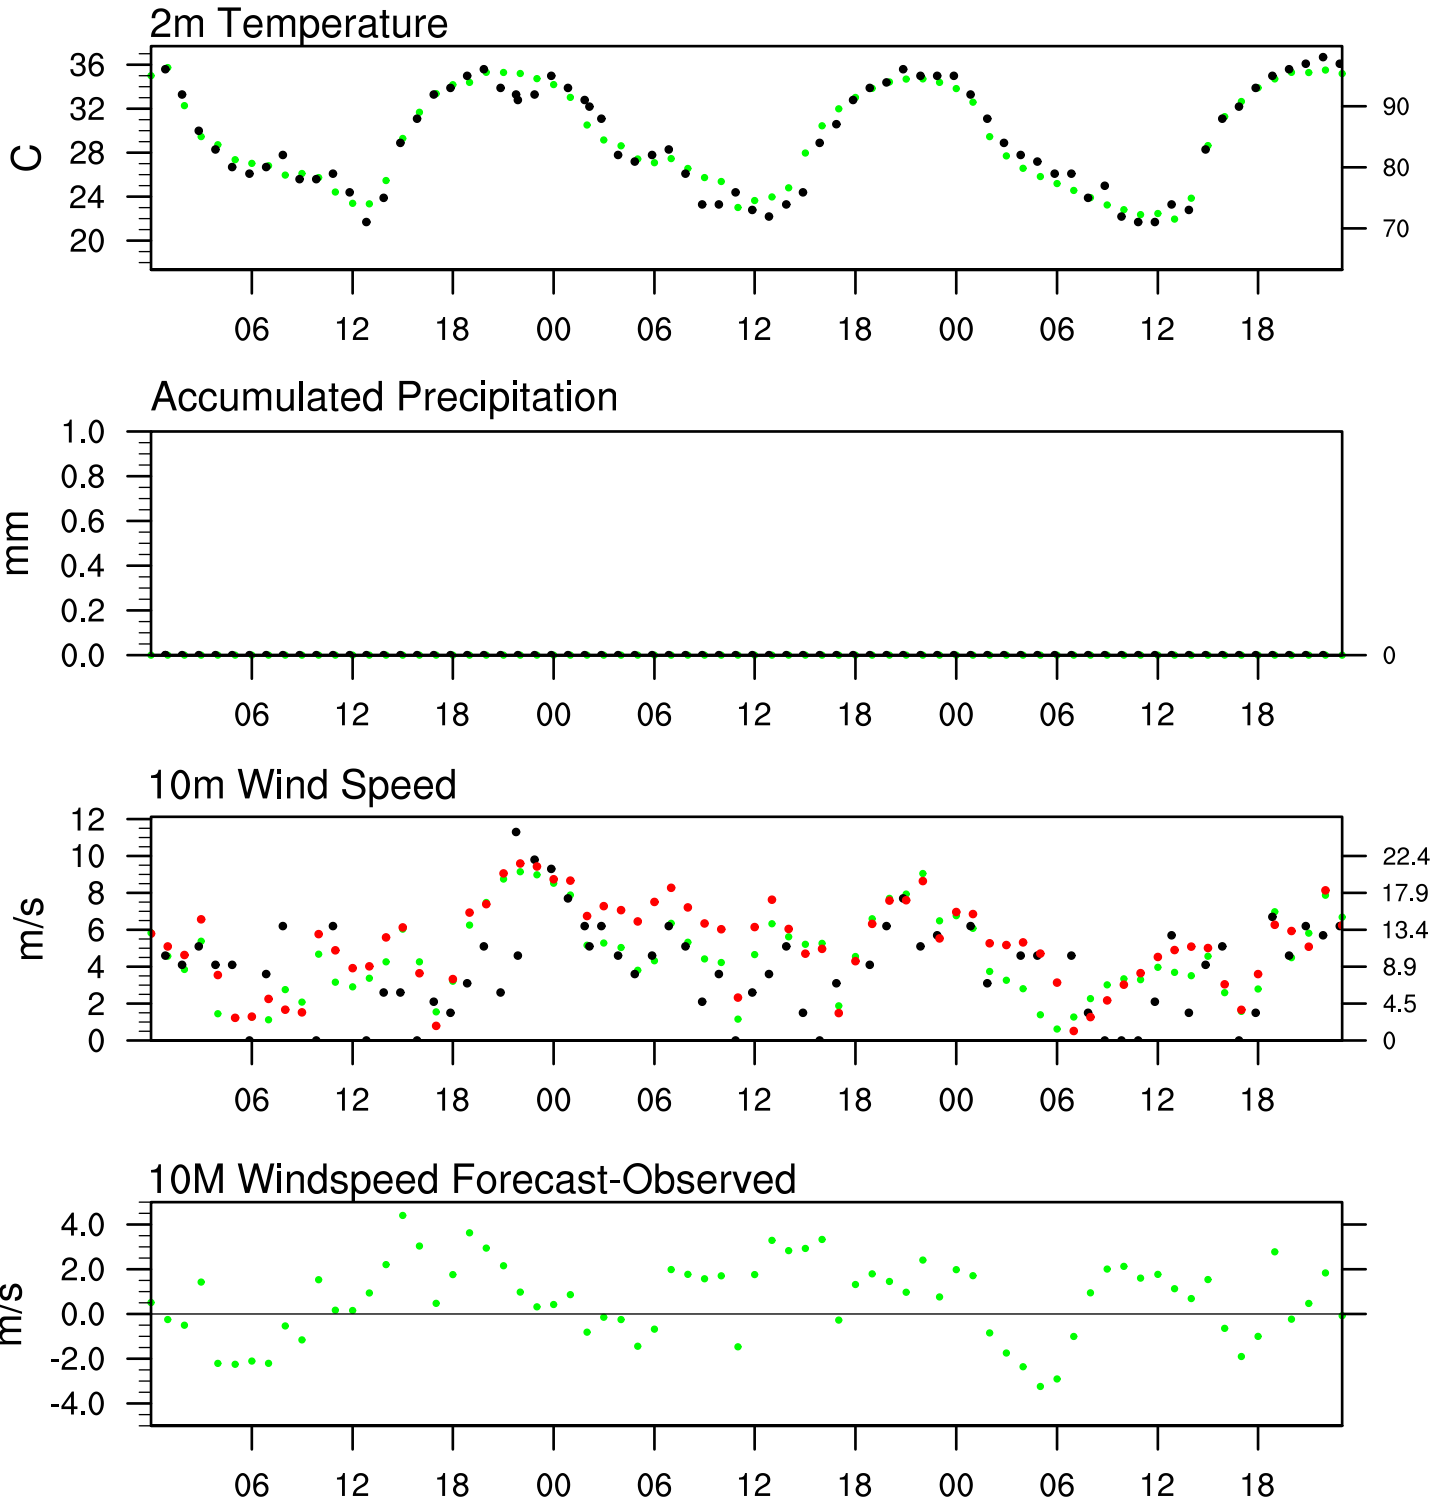 2m Temperature
36
32
28
24
20
C
90
80
70
06 12 18 00 06 12 18 00 06 12 18
Accumulated Precipitation
1.0
0.8
0.6
0.4
0.2
0.0
mm
0
06 12 18 00 06 12 18 00 06 12 18
10m Wind Speed
12
10
8
6
4
2
0
m/s
22.4
17.9
13.4
8.9
4.5
0
06 12 18 00 06 12 18 00 06 12 18
10M Windspeed Forecast-Observed
4.0
2.0
0.0
-2.0
-4.0
m/s
06 12 18 00 06 12 18 00 06 12 18